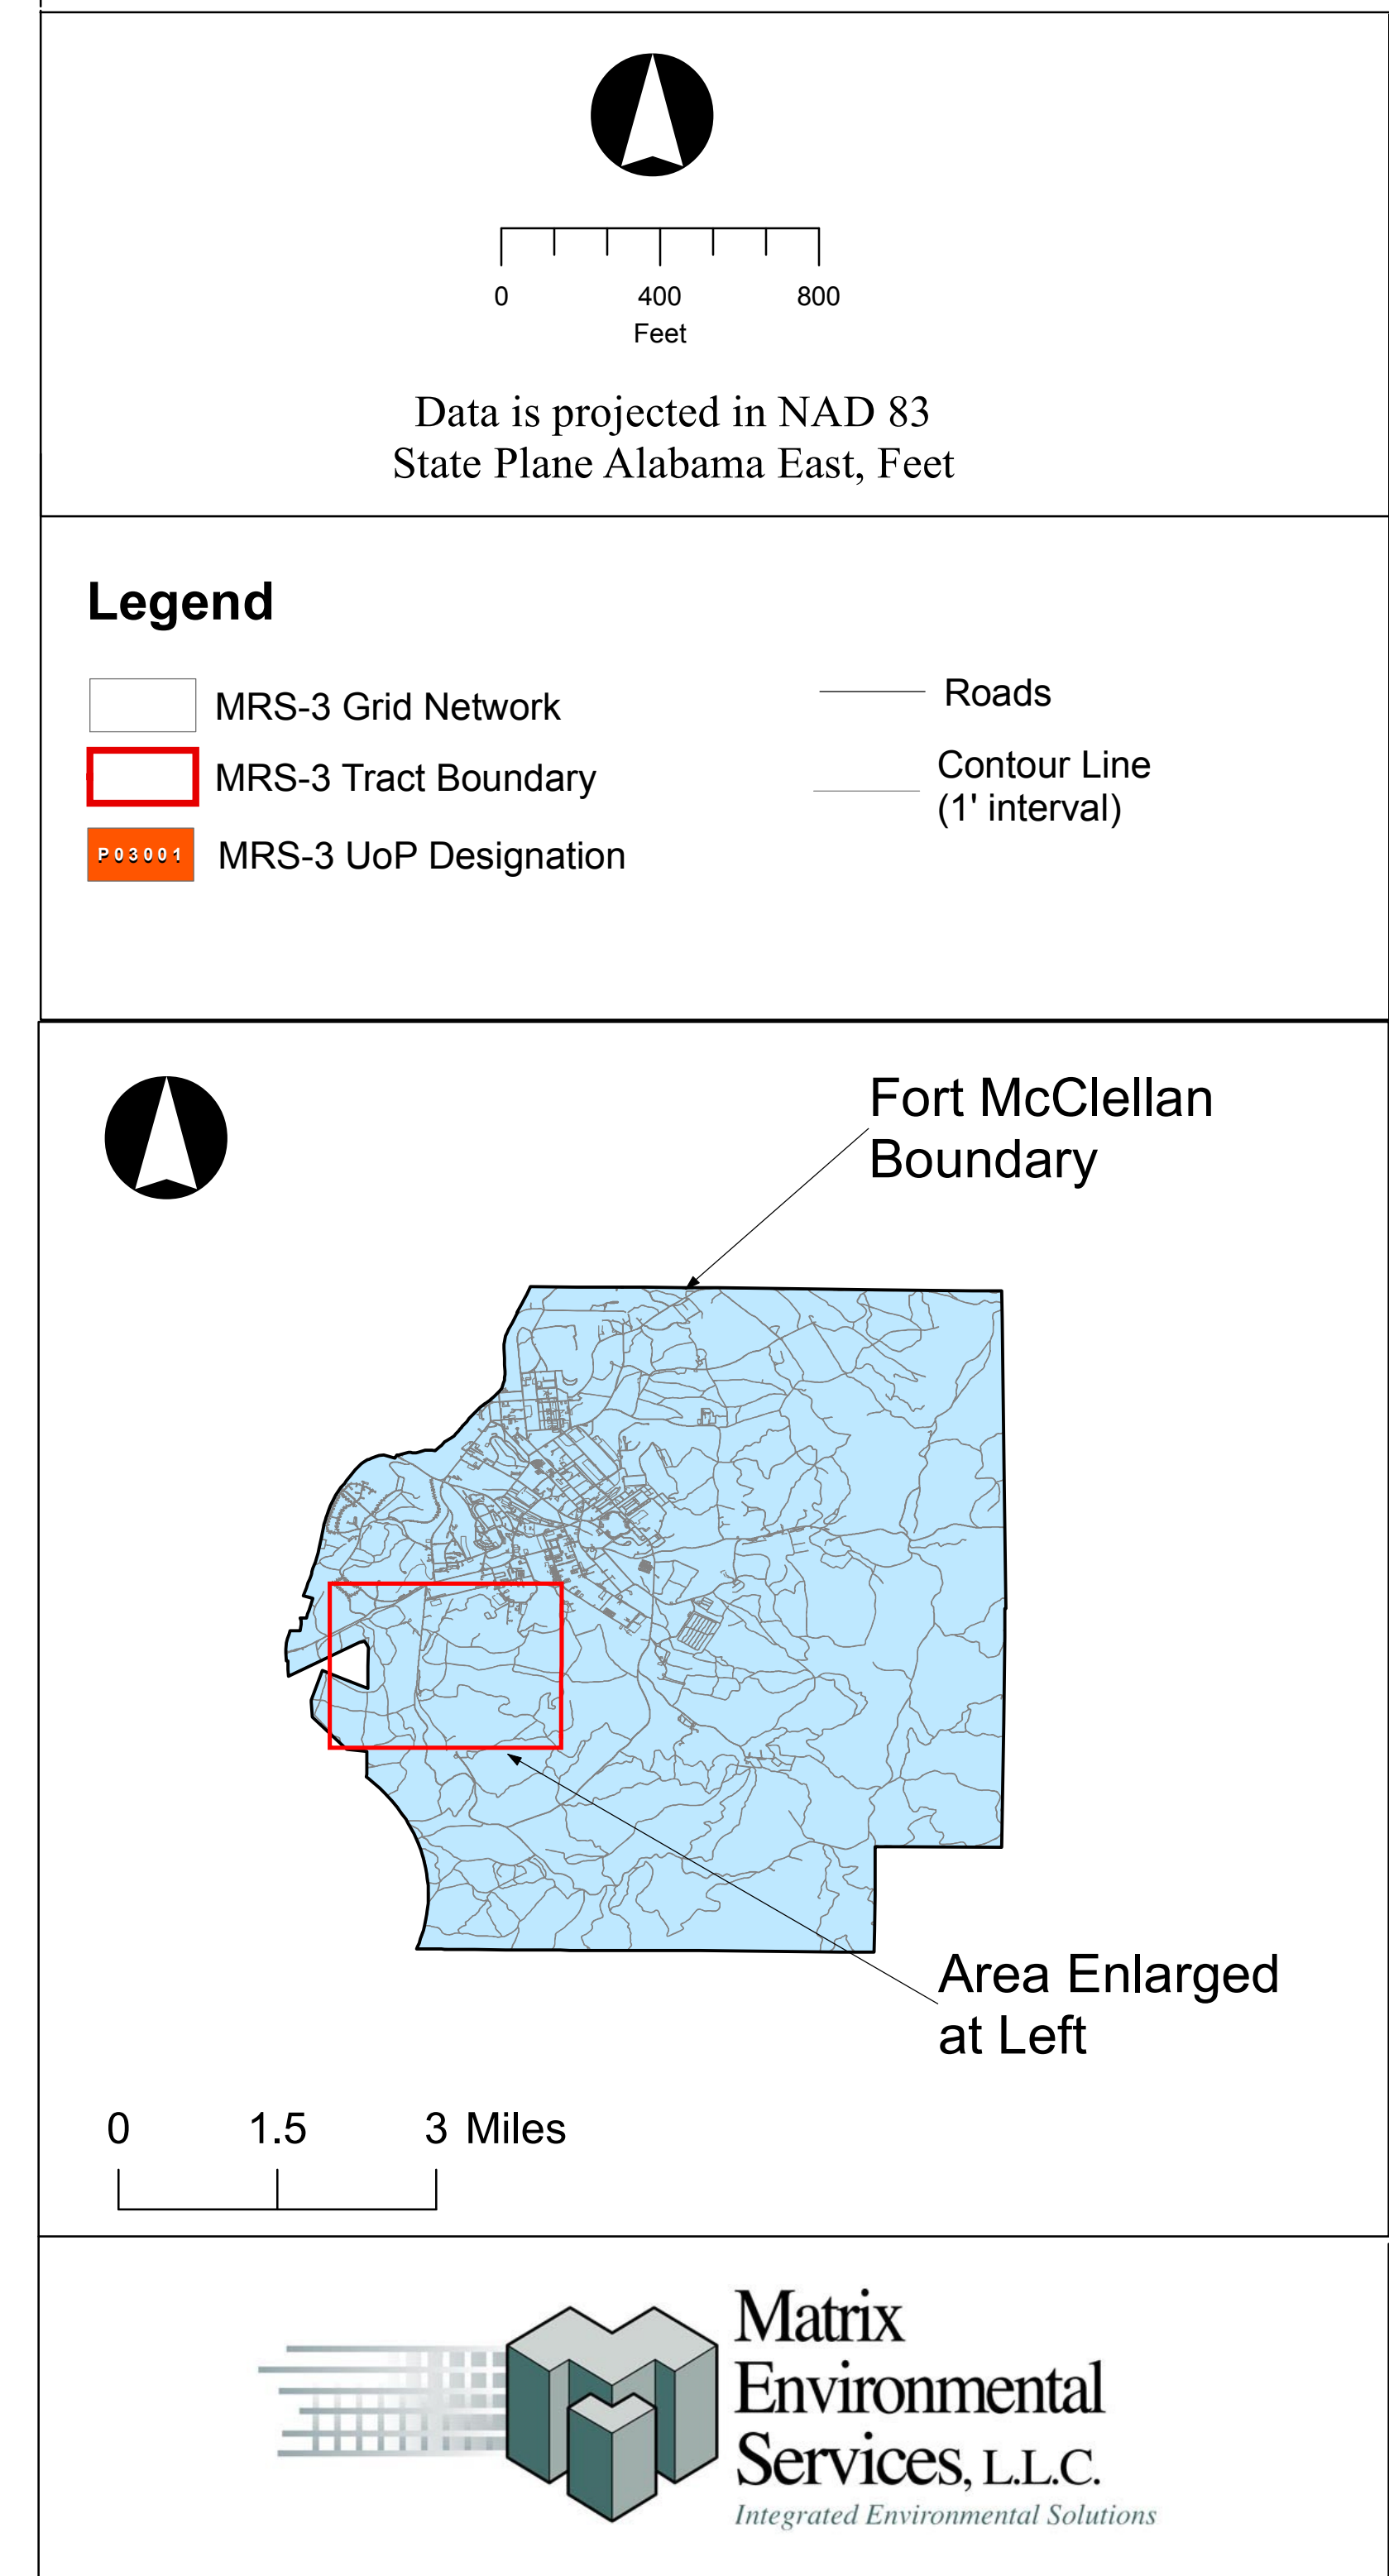 0 400 800
Feet
Data is projected in NAD 83
State Plane Alabama East, Feet
Legend
MRS-3 Grid Network
MRS-3 Tract Boundary
P03001 MRS-3 UoP Designation
Roads
Contour Line
(1' interval)
Fort McClellan
Boundary
Area Enlarged
at Left
0 1.5 3 Miles
Matrix
Environmental
Services, L.L.C.
Integrated Environmental Solutions